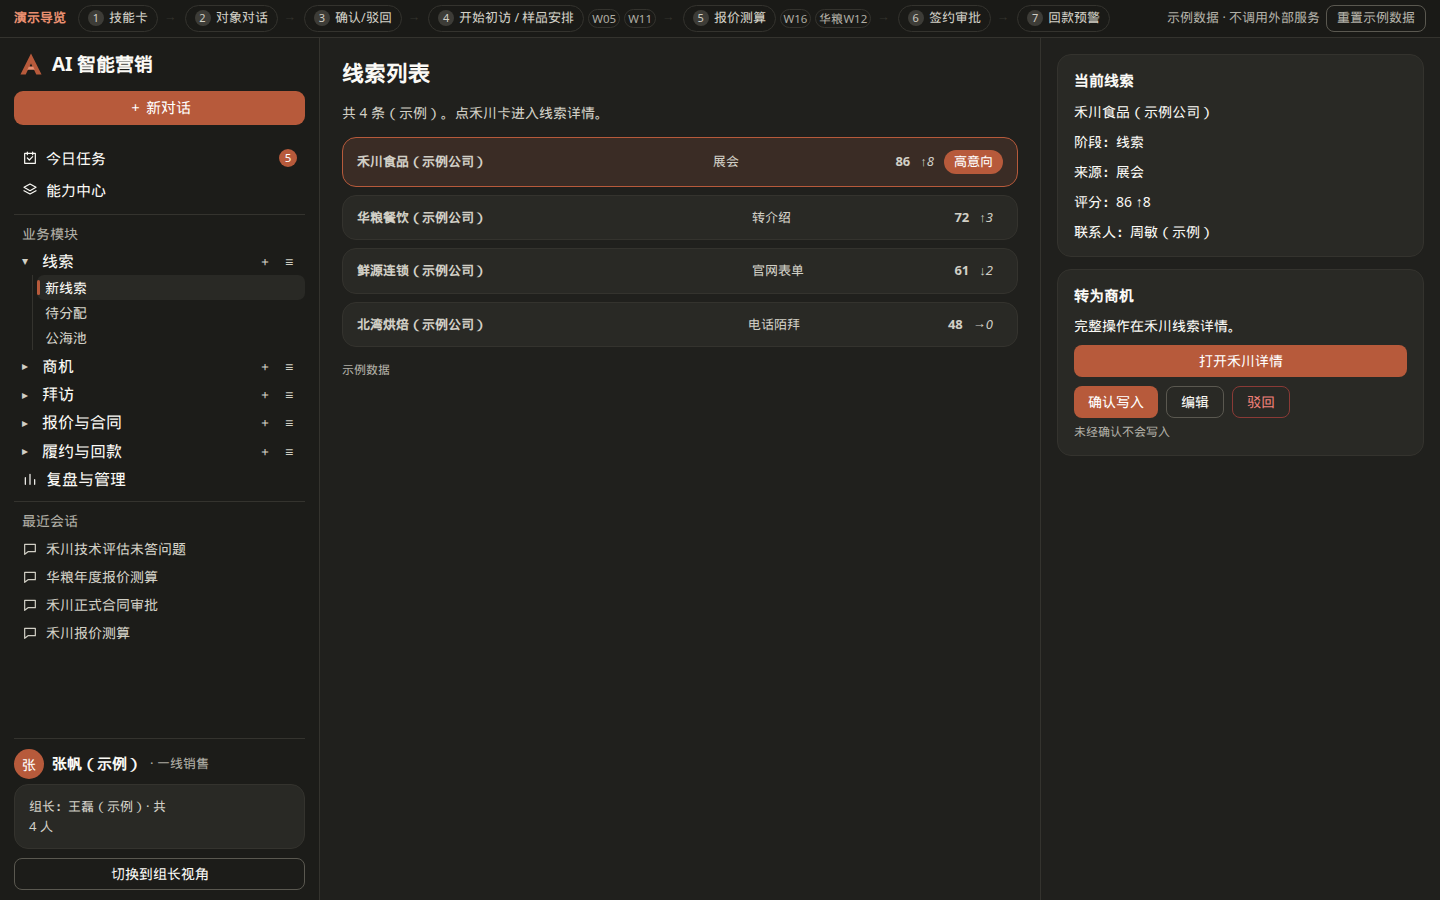 演示导览 1 技能卡 → 2 对象对话 → 3 确认/驳回 → 4 开始初访 / 样品安排 W05 W11 → 5 报价测算 W16 华粮W12 → 6 签约审批 → 7 回款预警 示例数据 · 不调用外部服务 重置示例数据
AI 智能营销
+ 新对话
今日任务 5
能力中心
业务模块
▾ 线索 + ≡
新线索
待分配
公海池
▸ 商机 + ≡
▸ 拜访 + ≡
▸ 报价与合同 + ≡
▸ 履约与回款 + ≡
复盘与管理
最近会话
禾川技术评估未答问题
华粮年度报价测算
禾川正式合同审批
禾川报价测算
张 张帆（示例） · 一线销售
组长：王磊（示例）· 共
4 人
切换到组长视角
线索列表
共 4 条（示例）。点禾川卡进入线索详情。
禾川食品（示例公司） 展会 86 ↑8 高意向
华粮餐饮（示例公司） 转介绍 72 ↑3
鲜源连锁（示例公司） 官网表单 61 ↓2
北湾烘焙（示例公司） 电话陌拜 48 →0
示例数据
当前线索
禾川食品（示例公司）
阶段：线索
来源：展会
评分：86 ↑8
联系人：周敏（示例）
转为商机
完整操作在禾川线索详情。
打开禾川详情
确认写入 编辑 驳回
未经确认不会写入